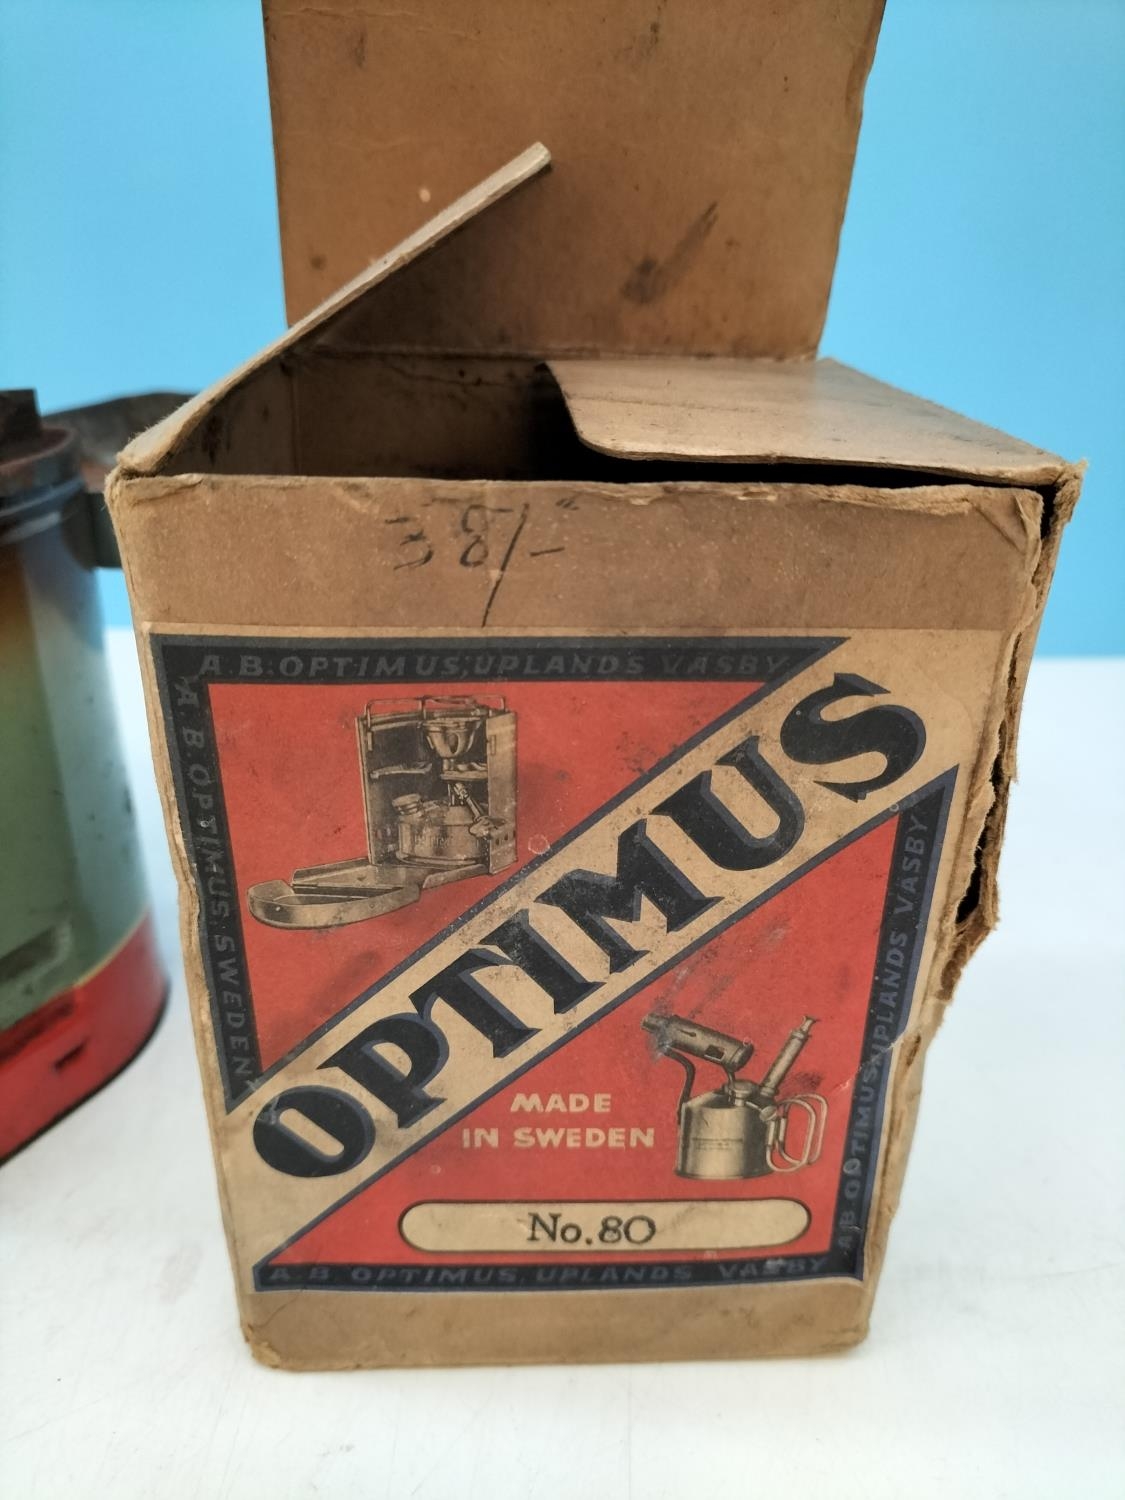 38/-
A.B. OPTIMUS, UPLANDS VASBY
A.B. OPTIMUS SWEDEN
OPTIMUS
MADE
IN SWEDEN
No. 80
A.B. OPTIMUS, UPLANDS VASBY
A.B. OPTIMUS, UPLANDS VASBY